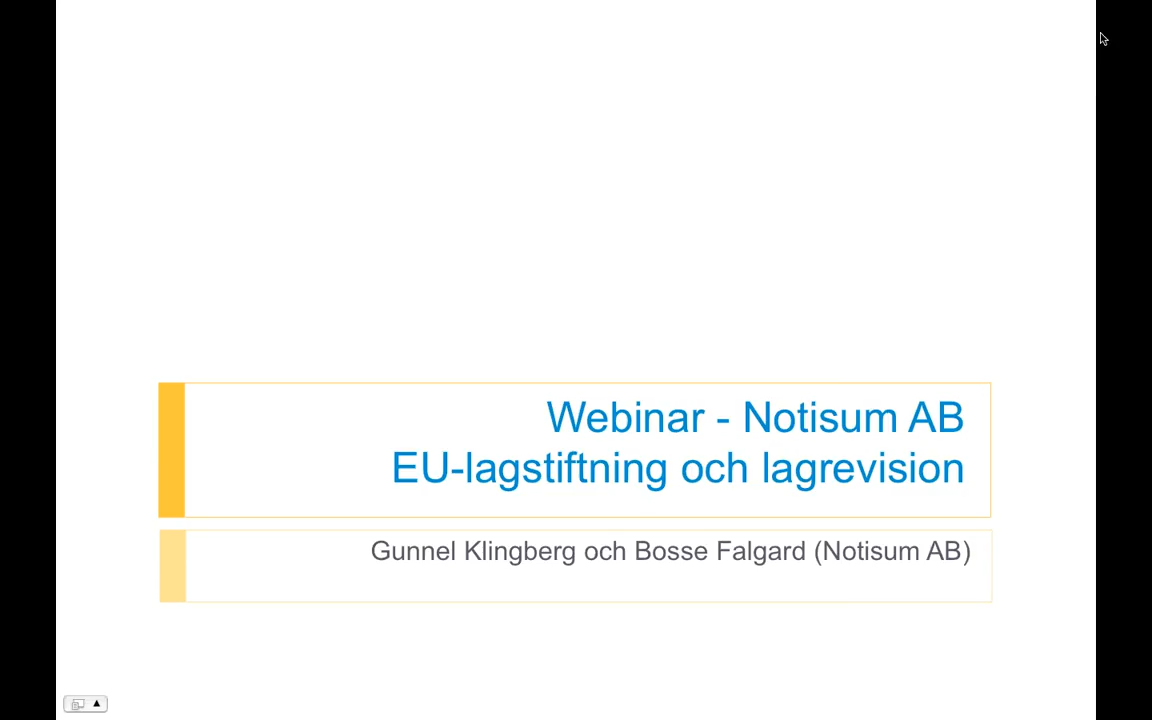 Webinar - Notisum AB
EU-lagstiftning och lagrevision
Gunnel Klingberg och Bosse Falgard (Notisum AB)